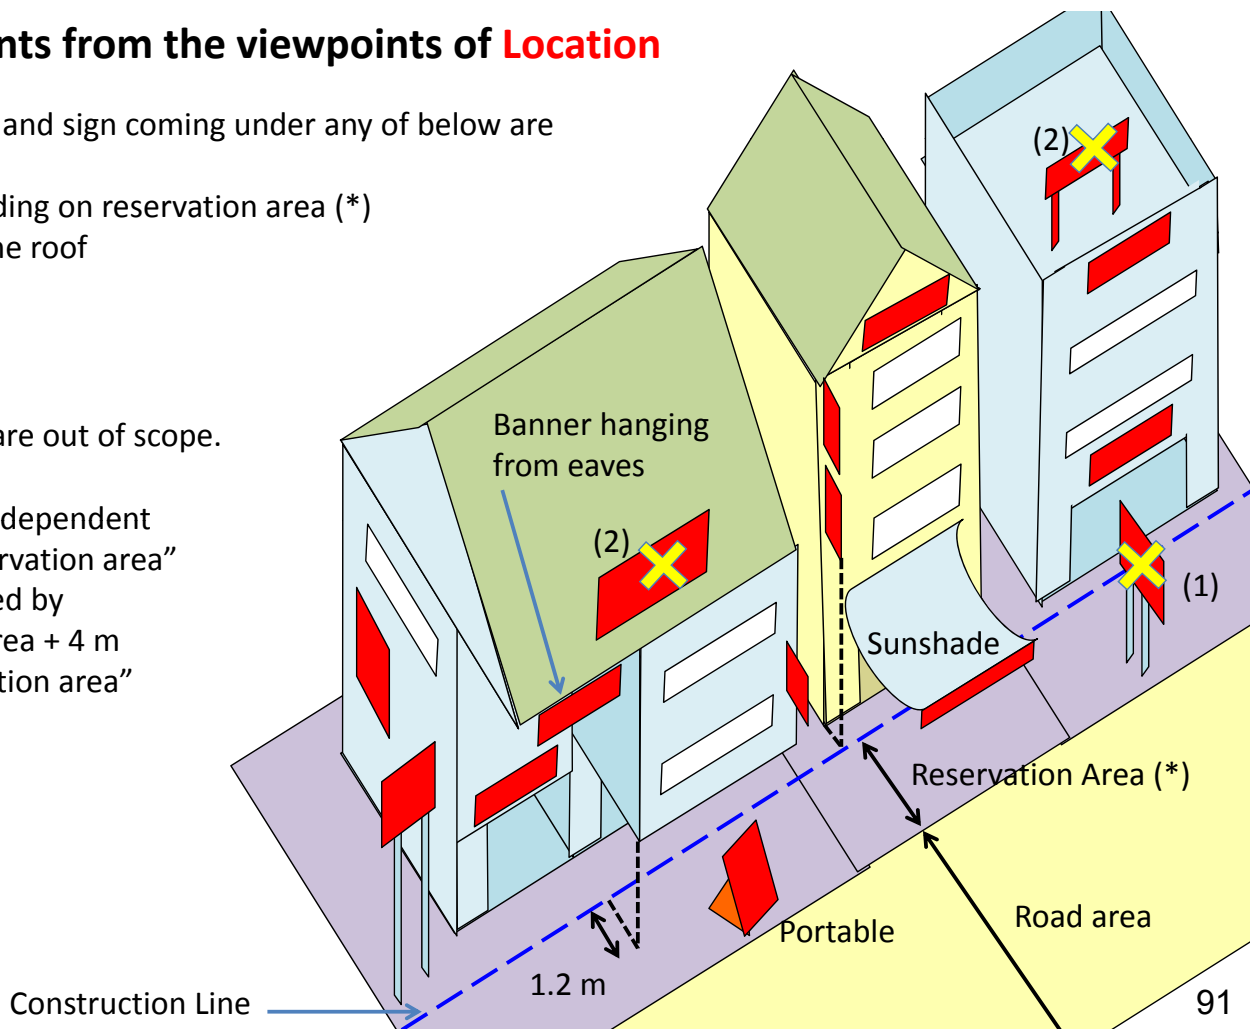 nts from the viewpoints of Location
and sign coming under any of below are
ding on reservation area (*)
ne roof
are out of scope.
dependent
rvation area”
ed by
rea + 4 m
tion area”
(2)
Banner hanging
from eaves
(2)
(1)
Sunshade
Reservation Area (*)
Road area
Portable
1.2 m
Construction Line
91